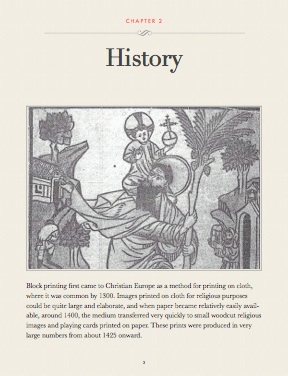 CHAPTER 2
History
Block printing first came to Christian Europe as a method for printing on cloth,
where it was common by 1300. Images printed on cloth for religious purposes
could be quite large and elaborate, and when paper became relatively easily avail-
able, around 1400, the medium transferred very quickly to small woodcut religious
images and playing cards printed on paper. These prints were produced in very
large numbers from about 1425 onward.